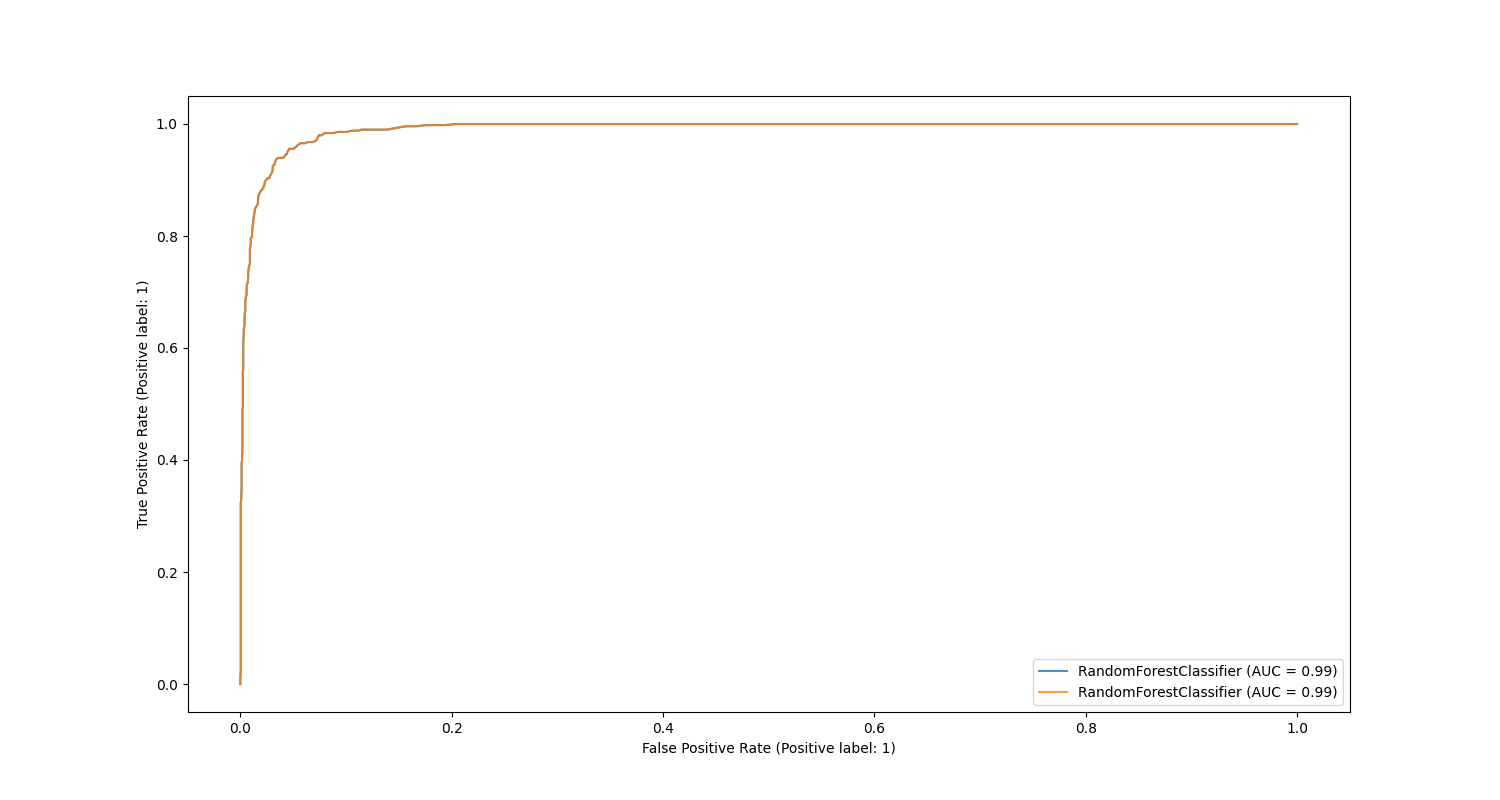 1.0
0.8
0.6
0.4
0.2
0.0
True Positive Rate (Positive label: 1)
RandomForestClassifier (AUC = 0.99)
RandomForestClassifier (AUC = 0.99)
0.0 0.2 0.4 0.6 0.8 1.0
False Positive Rate (Positive label: 1)